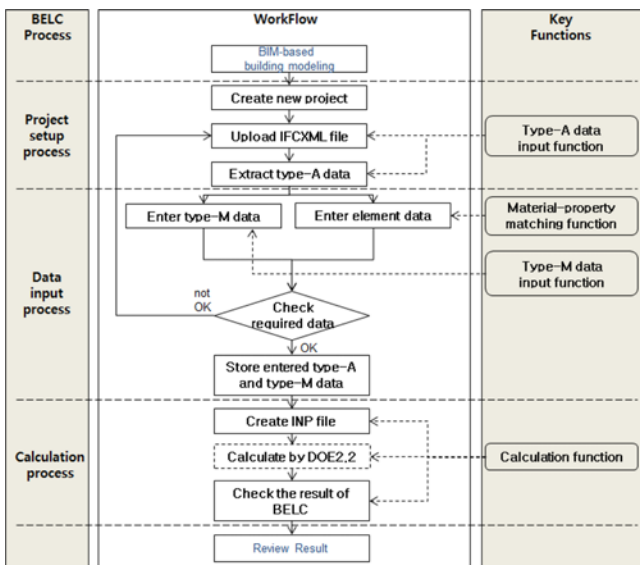 BELC
Process
WorkFlow
Key
Functions
BIM-based
building modeling
Project
setup
process
Create new project
Upload IFCXML file
Extract type-A data
Type-A data
input function
Data
input
process
Enter type-M data
Enter element data
Material-property
matching function
Type-M data
input function
not
OK
Check
required data
OK
Store entered type-A
and type-M data
Calculation
process
Create INP file
Calculate by DOE2.2
Check the result of
BELC
Calculation function
Review Result